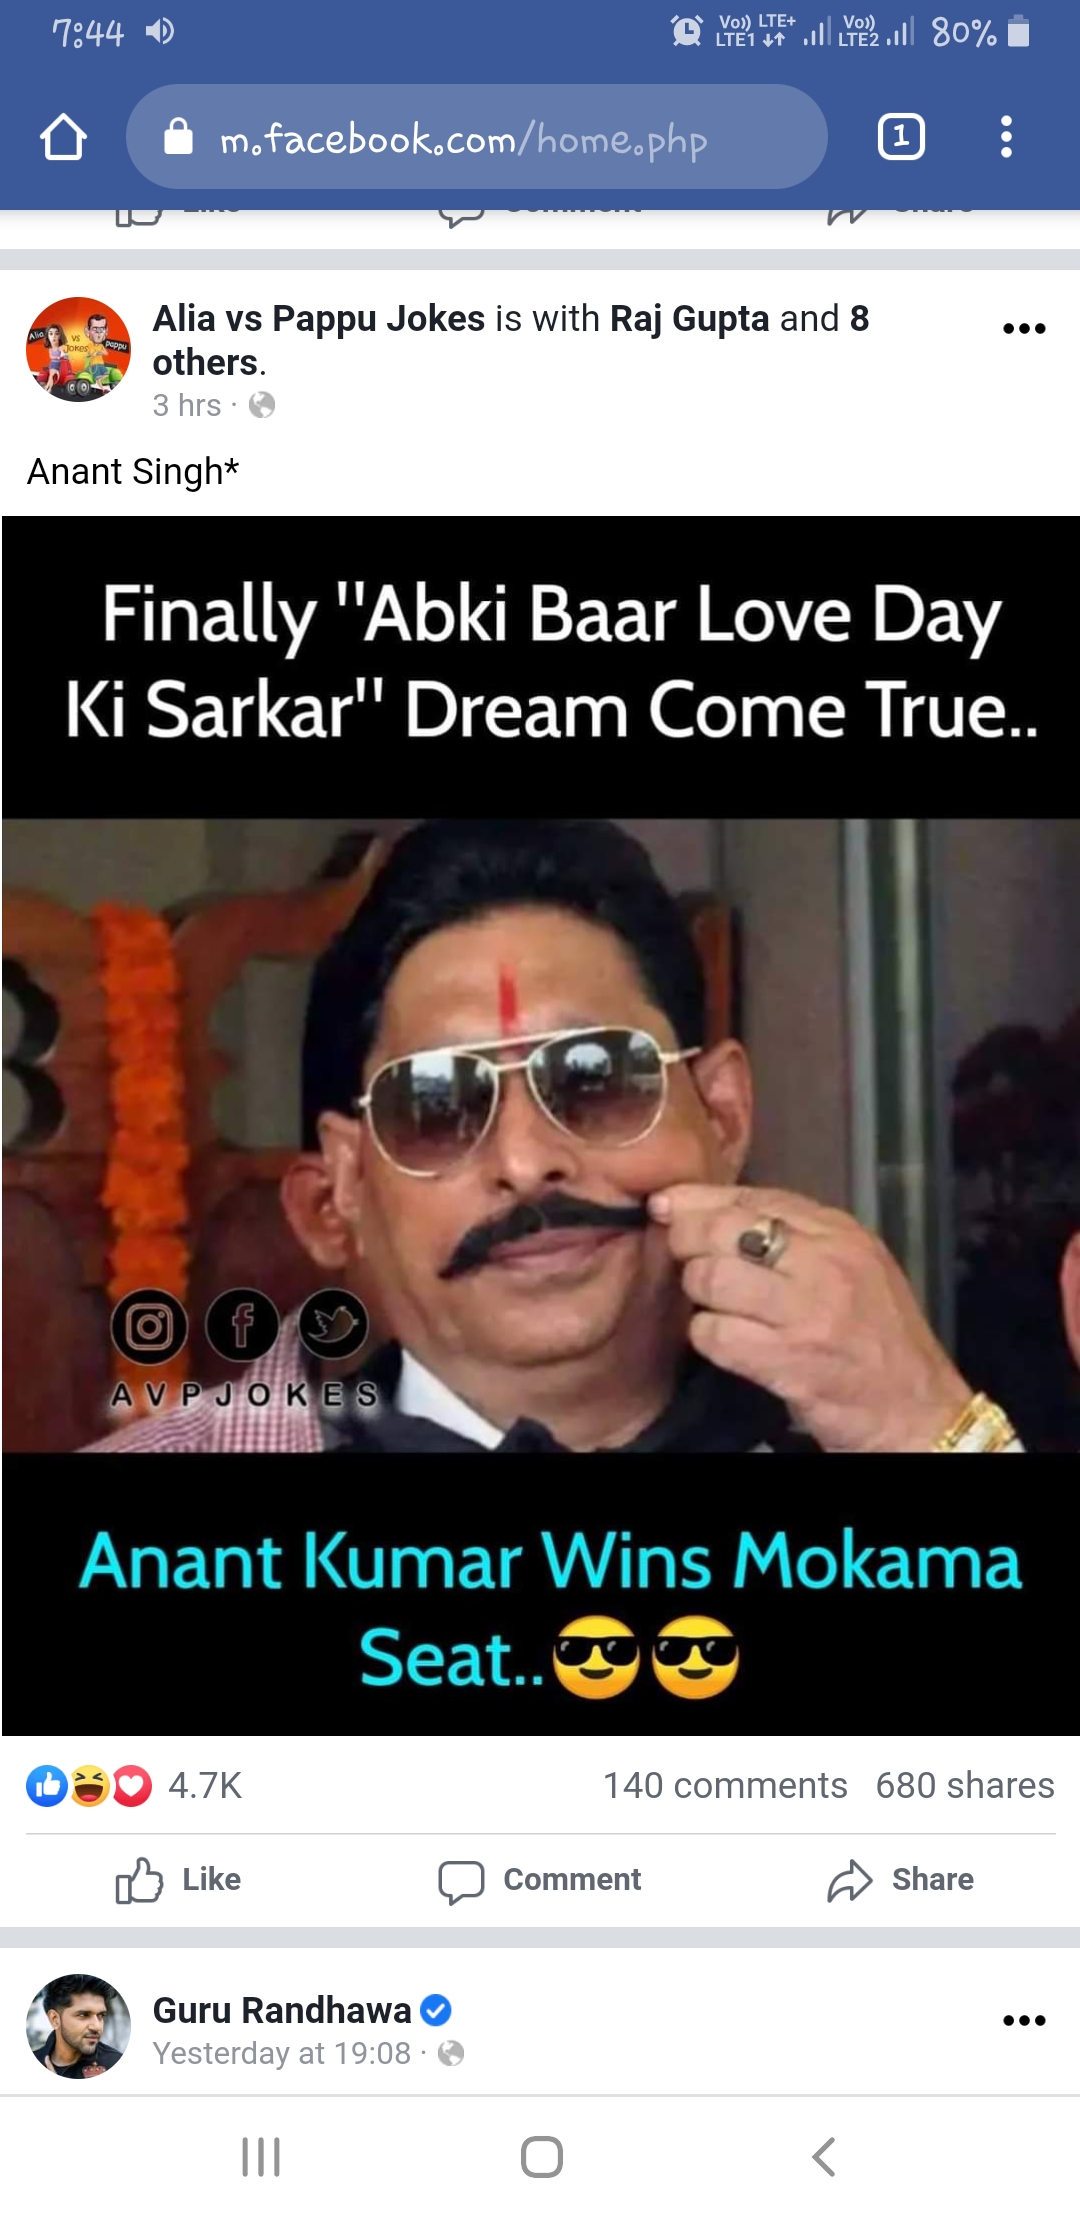 7:44
Vo)) LTE+ Vo)) 80%
LTE1 LTE2
m.facebook.com/home.php
1
Like Comment Share
Alia vs Pappu Jokes is with Raj Gupta and 8
others.
3 hrs ·
Anant Singh*
Finally "Abki Baar Love Day
Ki Sarkar" Dream Come True..
AVPJOKES
Anant Kumar Wins Mokama
Seat..😎😎
4.7K 140 comments 680 shares
Like Comment Share
Guru Randhawa
Yesterday at 19:08 ·